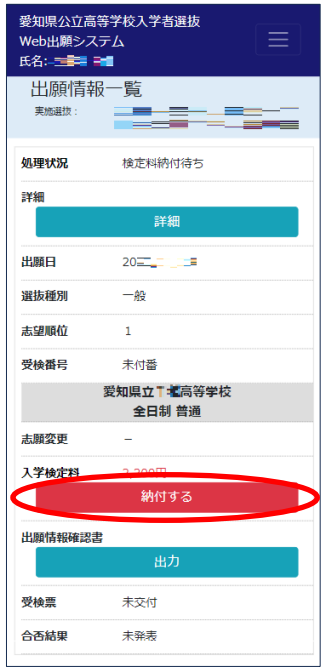 愛知県公立高等学校入学者選抜
Web出願システム
氏名:
出願情報一覧
実施選抜：
処理状況 検定料納付待ち
詳細
詳細
出願日 20
選抜種別 一般
志望順位 1
受検番号 未付番
愛知県立 高等学校
全日制 普通
志願変更 －
入学検定料 2,200円
納付する
出願情報確認書
出力
受検票 未交付
合否結果 未発表